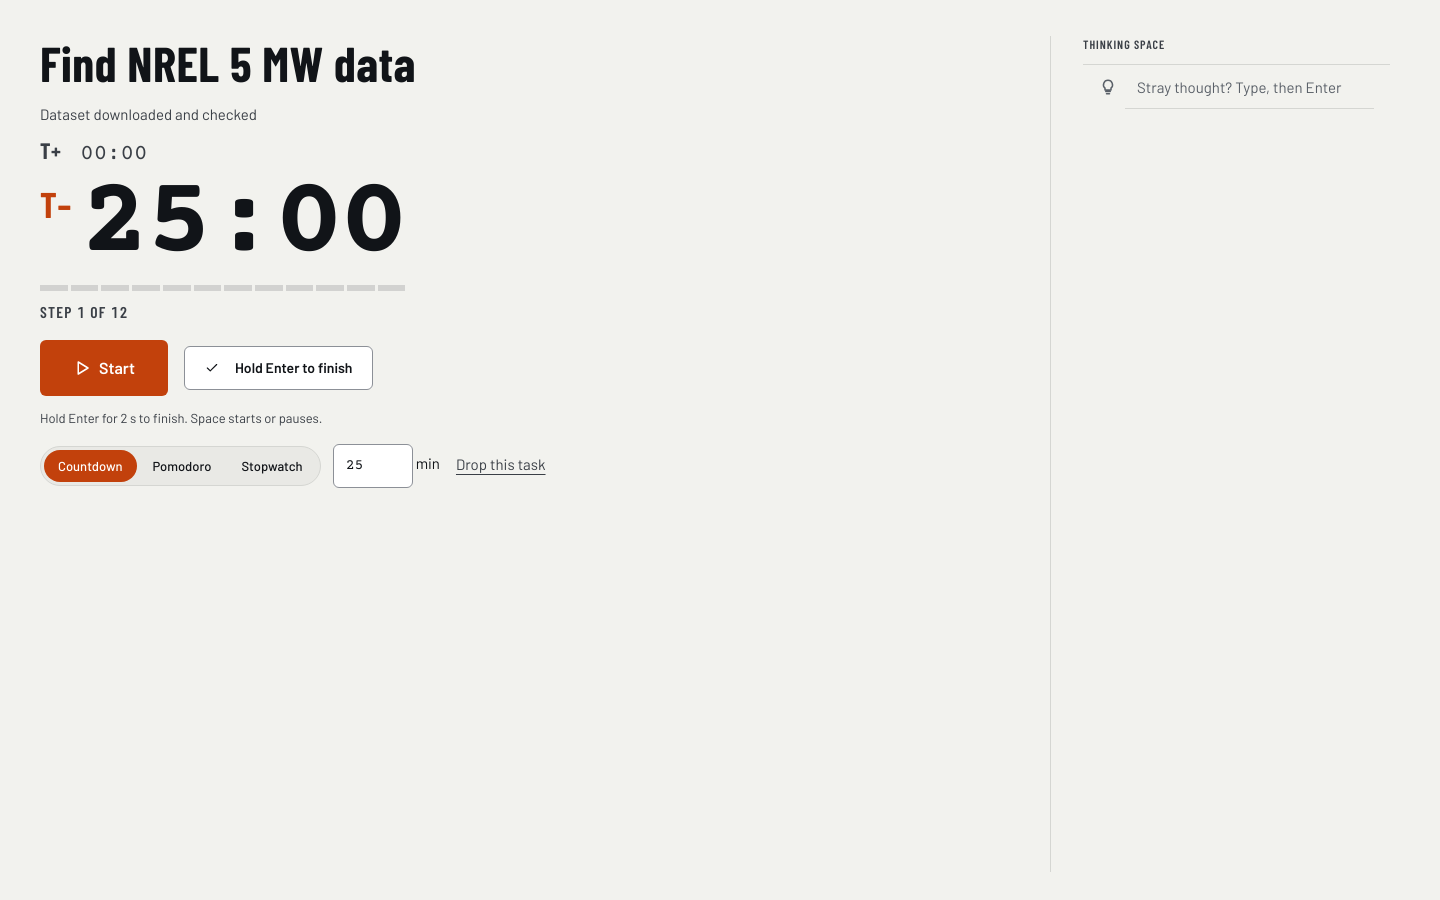 Find NREL 5 MW data
Dataset downloaded and checked
T+ 00:00
T- 25:00
STEP 1 OF 12
Start
Hold Enter to finish
Hold Enter for 2 s to finish. Space starts or pauses.
Countdown Pomodoro Stopwatch 25 min Drop this task
THINKING SPACE
Stray thought? Type, then Enter